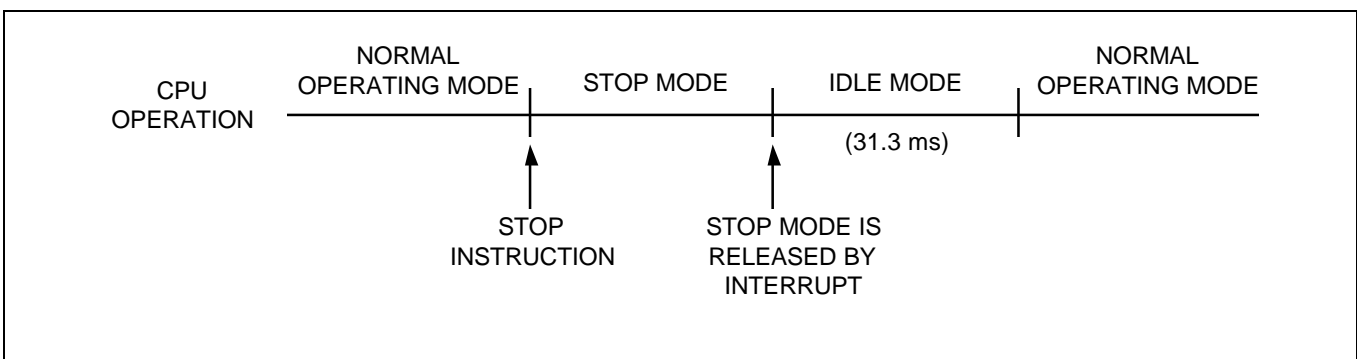 NORMAL
OPERATING MODE
STOP MODE
IDLE MODE
NORMAL
OPERATING MODE
CPU
OPERATION
(31.3 ms)
STOP
INSTRUCTION
STOP MODE IS
RELEASED BY
INTERRUPT